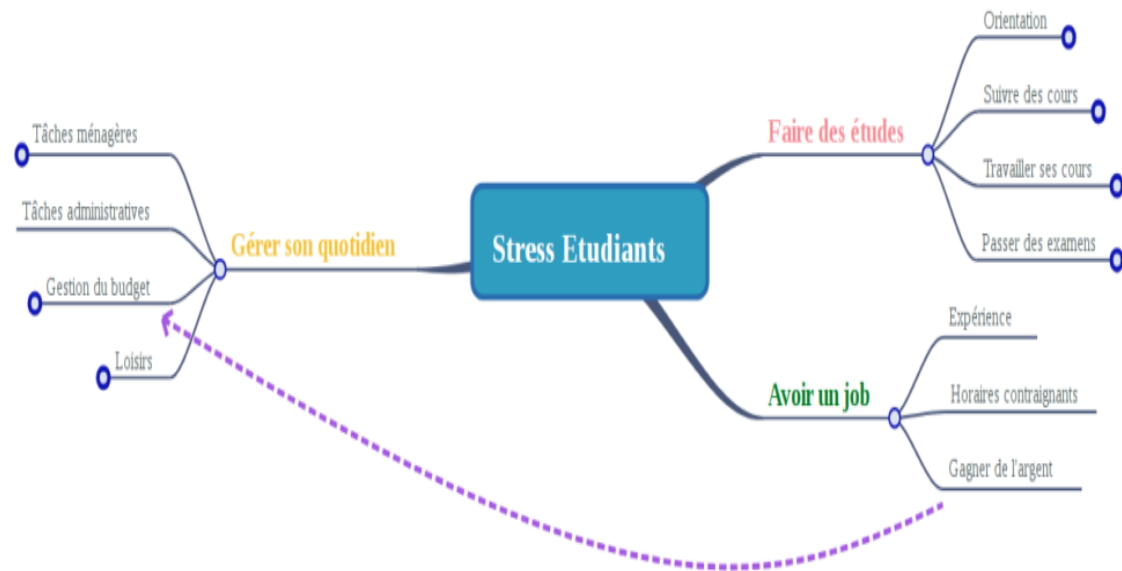 Stress Etudiants
Faire des études
Orientation
Suivre des cours
Travailler ses cours
Passer des examens
Avoir un job
Expérience
Horaires contraignants
Gagner de l'argent
Gérer son quotidien
Tâches ménagères
Tâches administratives
Gestion du budget
Loisirs